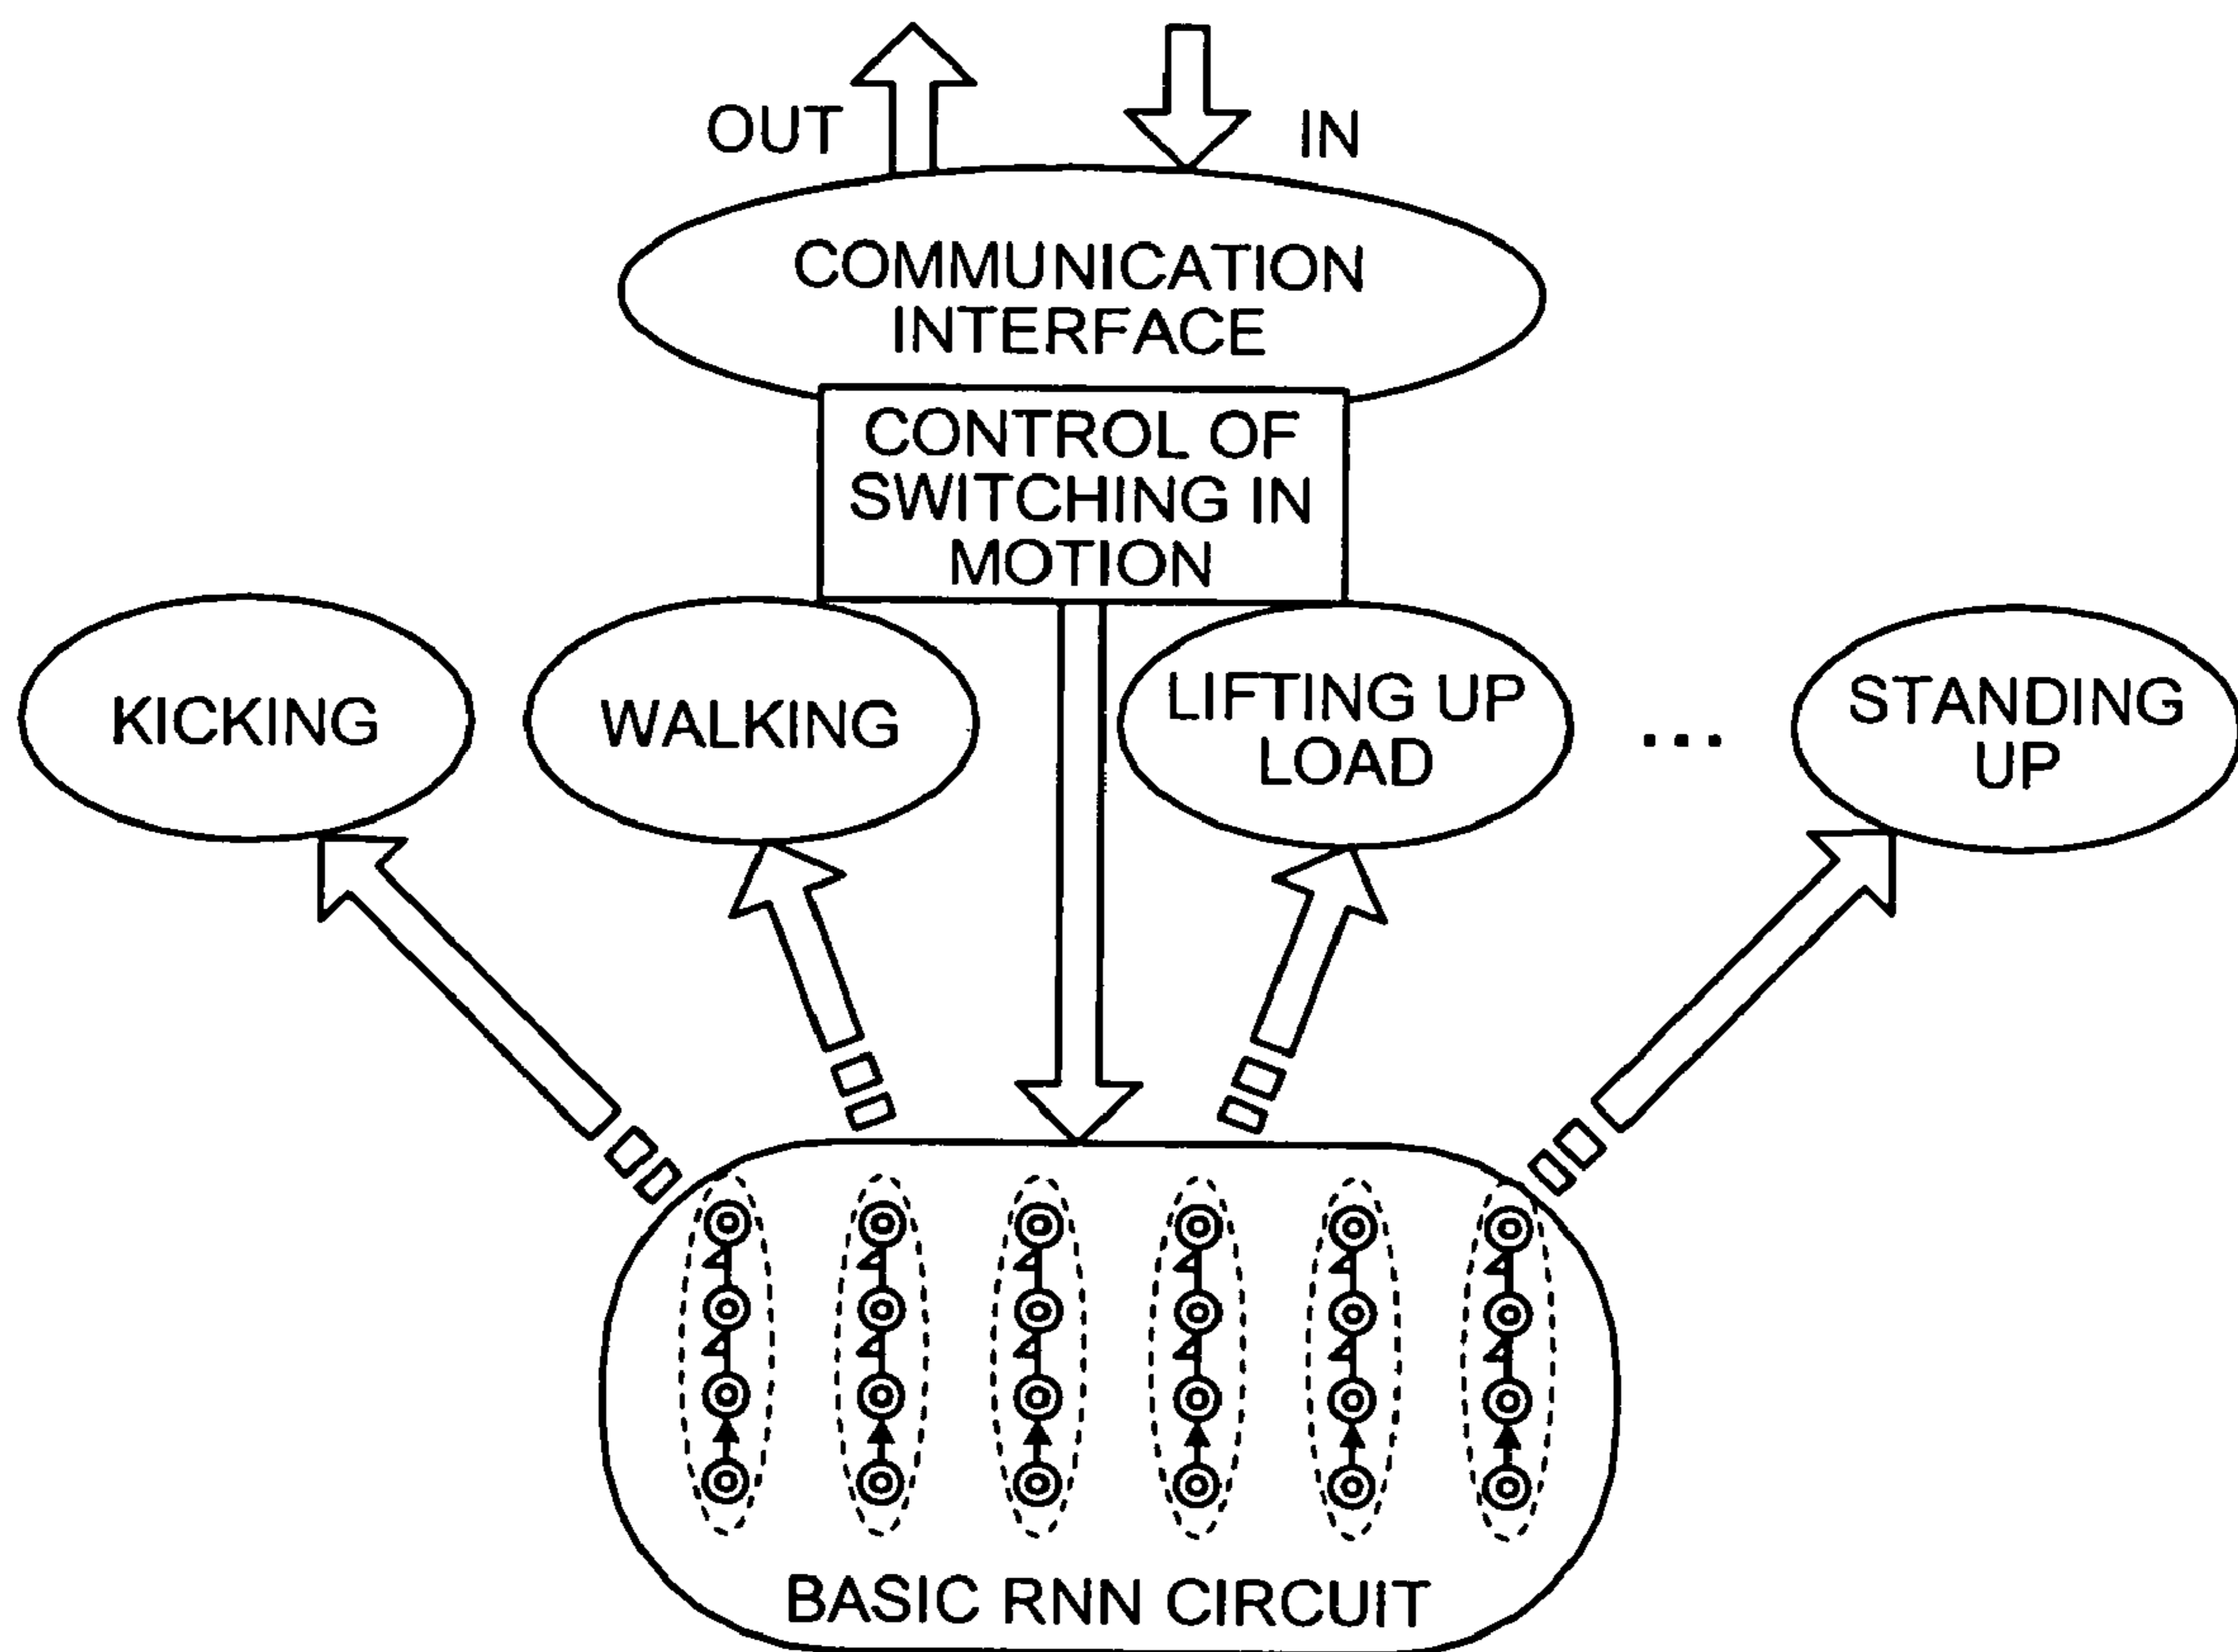 OUT
IN
COMMUNICATION
INTERFACE
CONTROL OF
SWITCHING IN
MOTION
KICKING
WALKING
LIFTING UP
LOAD
...
STANDING
UP
BASIC RNN CIRCUIT